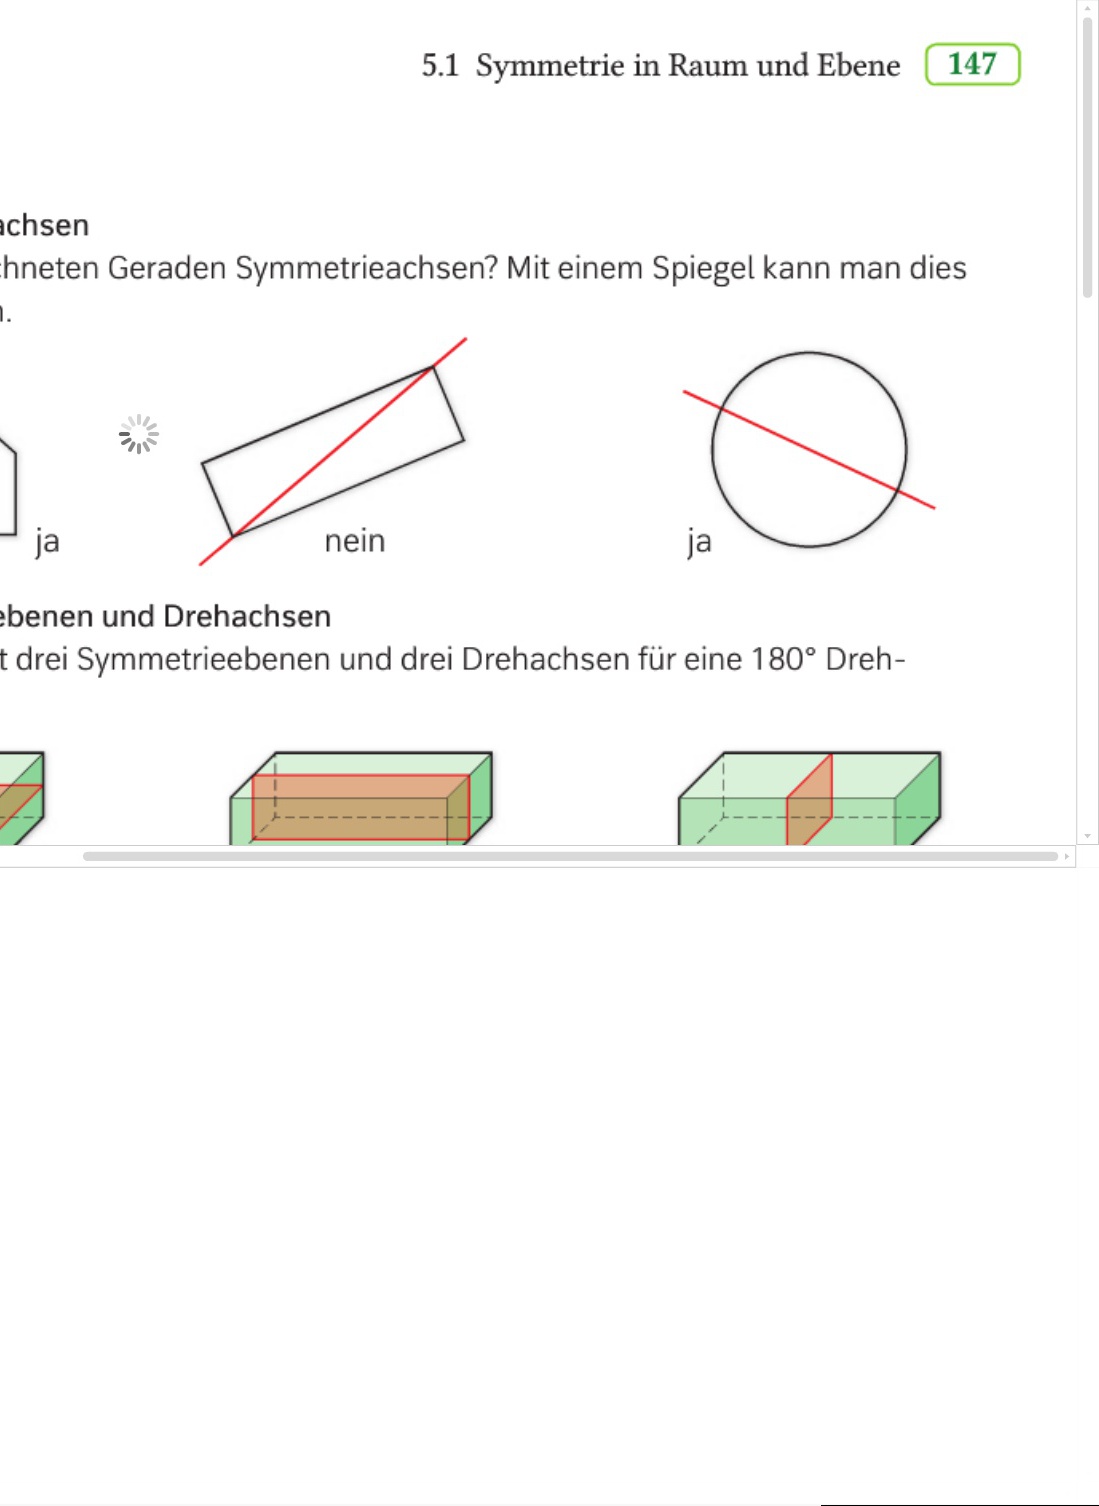 5.1 Symmetrie in Raum und Ebene 147
achsen
chneten Geraden Symmetrieachsen? Mit einem Spiegel kann man dies
n.
ja nein ja
ebenen und Drehachsen
t drei Symmetrieebenen und drei Drehachsen für eine 180° Dreh-